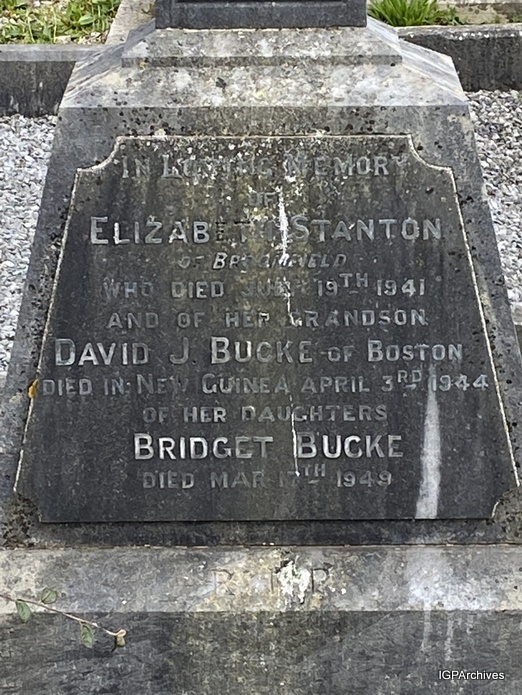 In Loving Memory
OF
ELIZABETH STANTON
OF BROOMFIELD
WHO DIED 19TH 1941
AND OF HER GRANDSON
DAVID J. BUCKE OF BOSTON
DIED IN NEW GUINEA APRIL 3RD 1944
OF HER DAUGHTERS
BRIDGET BUCKE
DIED MAR 17TH 1949
R.I.P.
IGPArchives